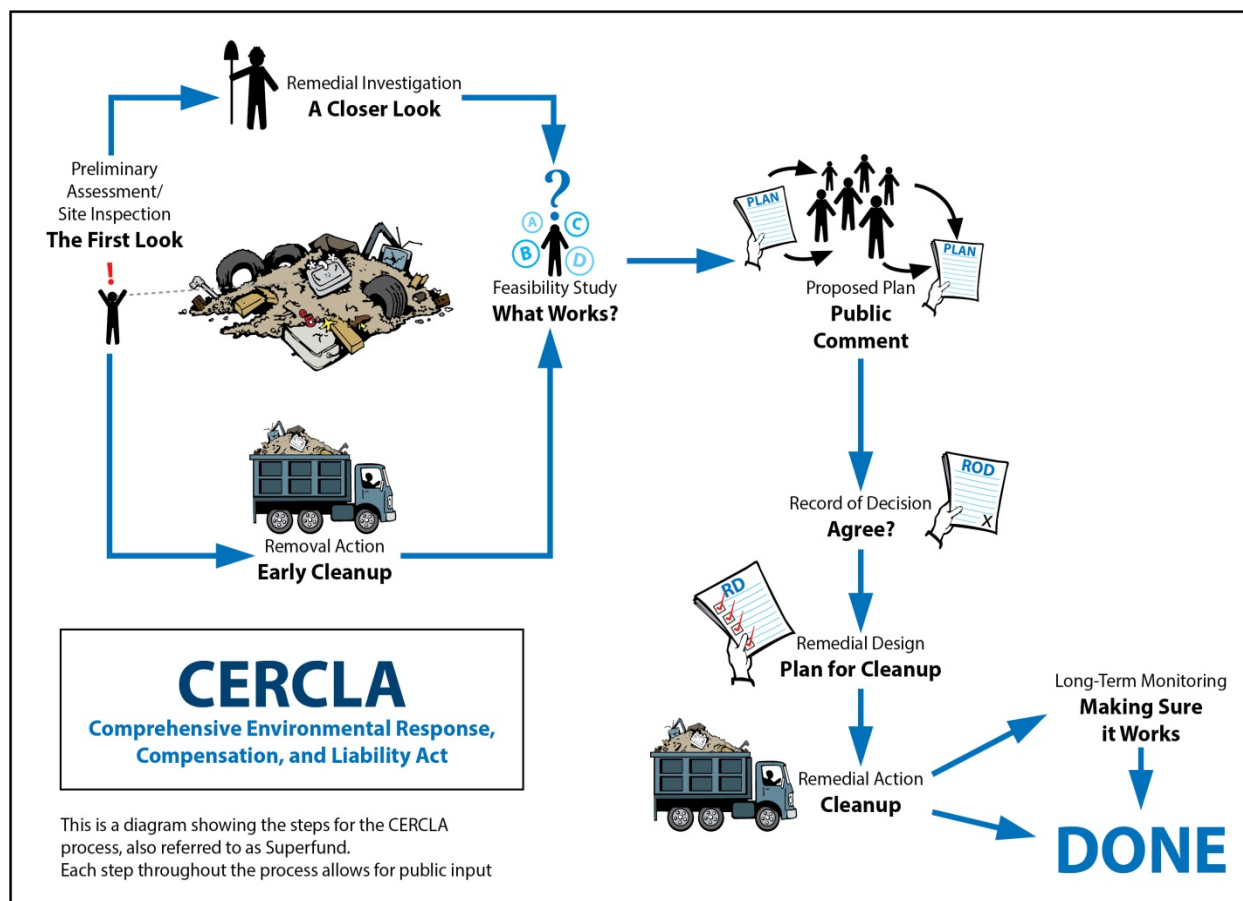 Remedial Investigation
A Closer Look
Preliminary
Assessment/
Site Inspection
The First Look
!
?
A
C
B
D
Feasibility Study
What Works?
Removal Action
Early Cleanup
PLAN
PLAN
Proposed Plan
Public
Comment
ROD
X
Record of Decision
Agree?
RD
Remedial Design
Plan for Cleanup
Remedial Action
Cleanup
Long-Term Monitoring
Making Sure
it Works
DONE
CERCLA
Comprehensive Environmental Response,
Compensation, and Liability Act
This is a diagram showing the steps for the CERCLA
process, also referred to as Superfund.
Each step throughout the process allows for public input